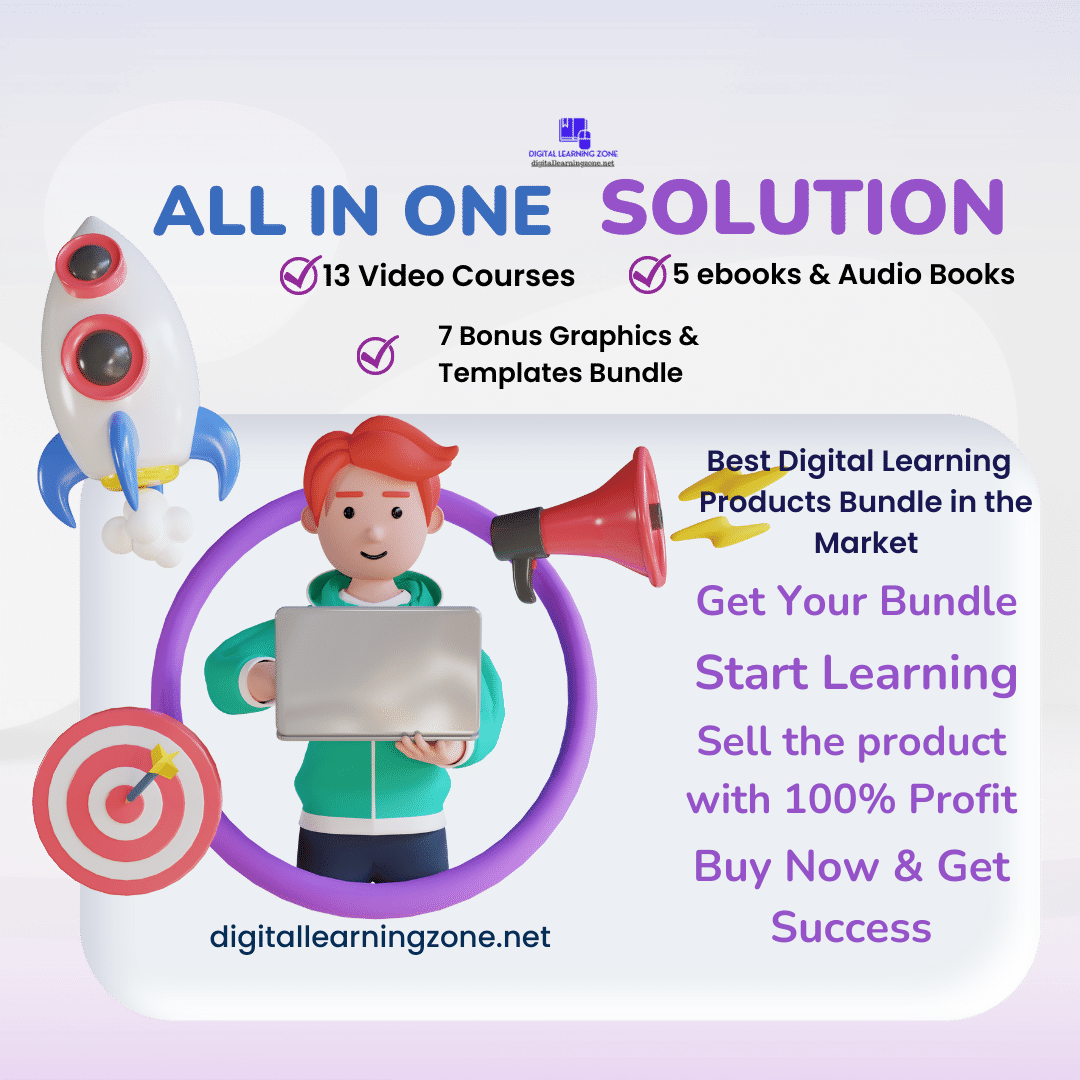 DIGITAL LEARNING ZONE
digitallearningzone.net
ALL IN ONE SOLUTION
13 Video Courses
5 ebooks & Audio Books
7 Bonus Graphics &
Templates Bundle
Best Digital Learning
Products Bundle in the
Market
Get Your Bundle
Start Learning
Sell the product
with 100% Profit
Buy Now & Get
Success
digitallearningzone.net